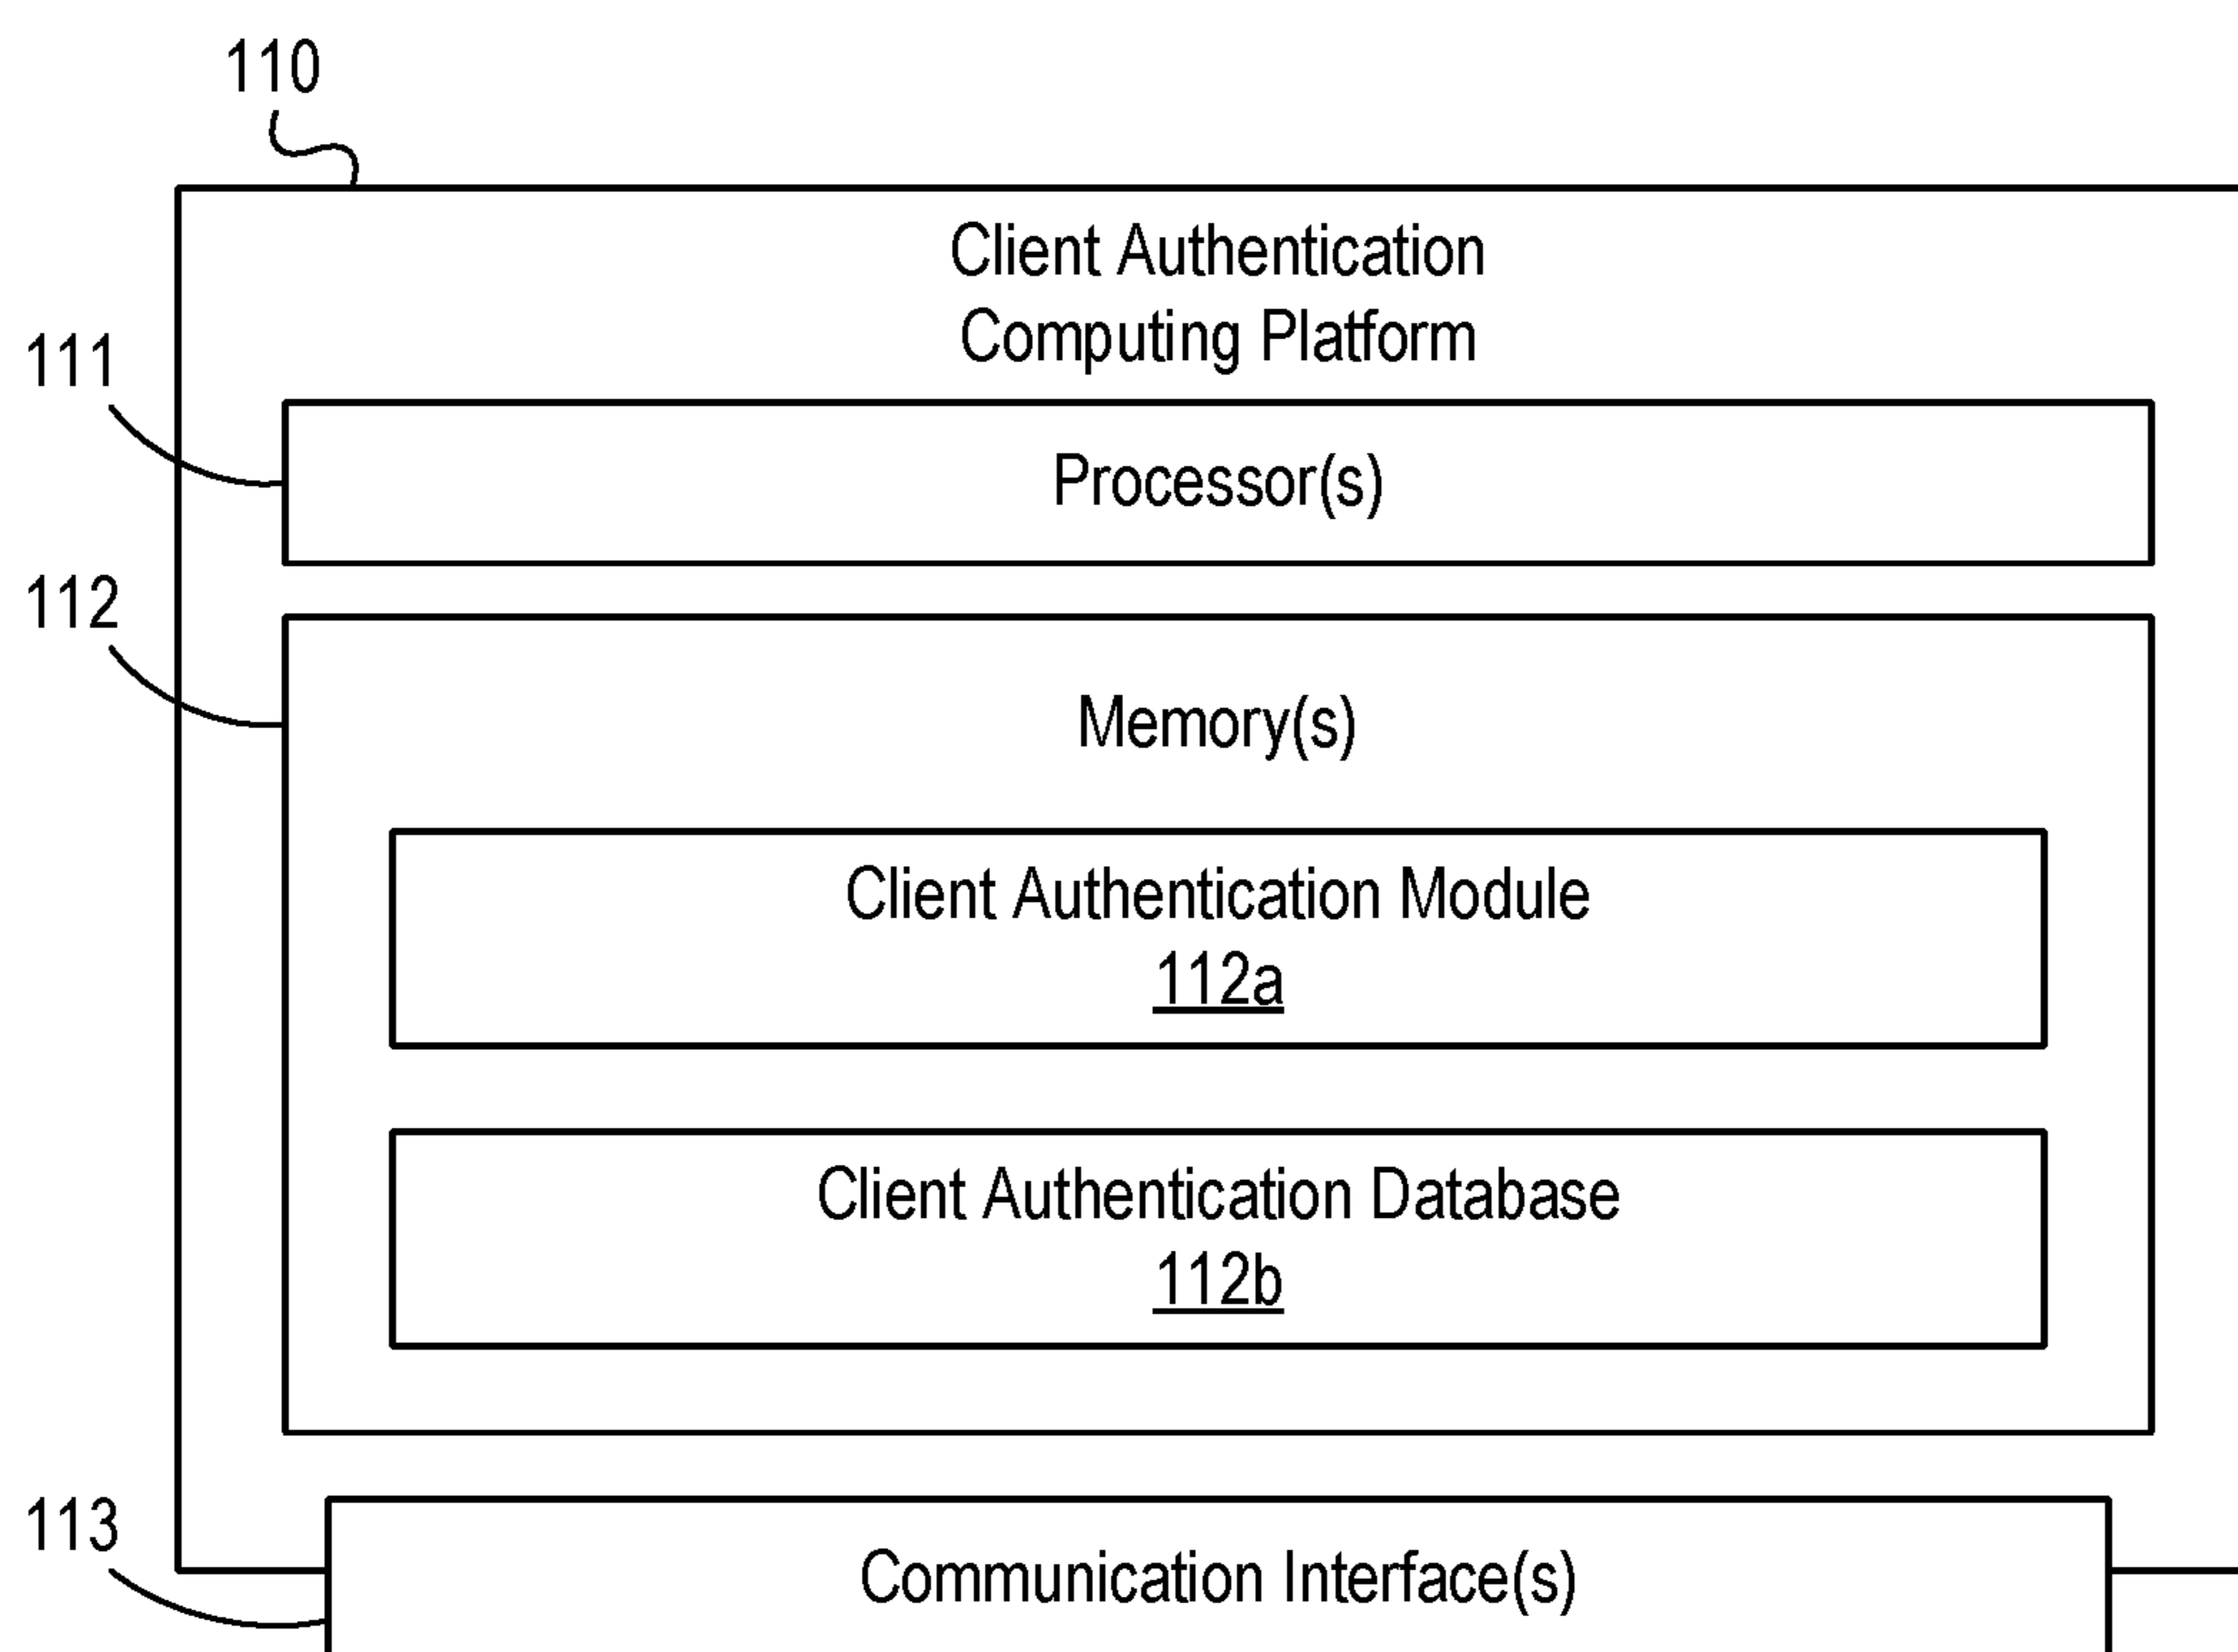 110
Client Authentication
Computing Platform
111
Processor(s)
112
Memory(s)
Client Authentication Module
112a
Client Authentication Database
112b
113
Communication Interface(s)